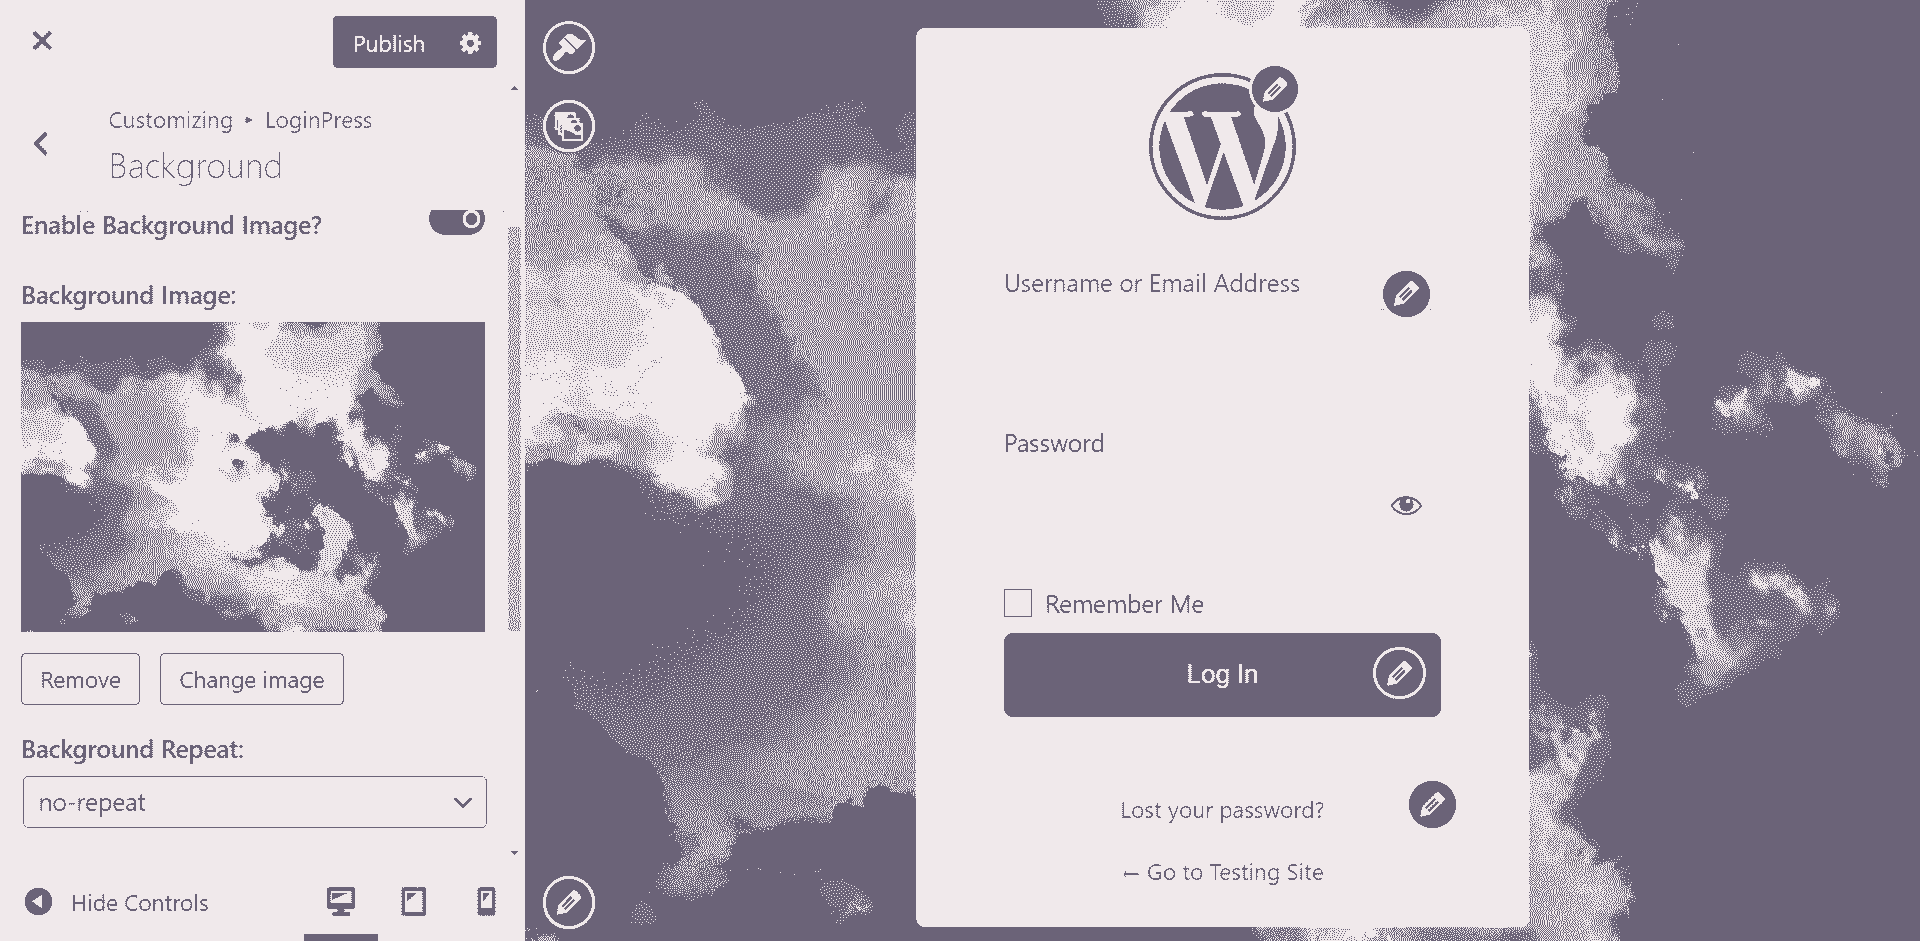 Publish
Customizing ▸ LoginPress
Background
Enable Background Image?
Background Image:
Remove
Change image
Background Repeat:
no-repeat
Hide Controls
Username or Email Address
Password
Remember Me
Log In
Lost your password?
← Go to Testing Site